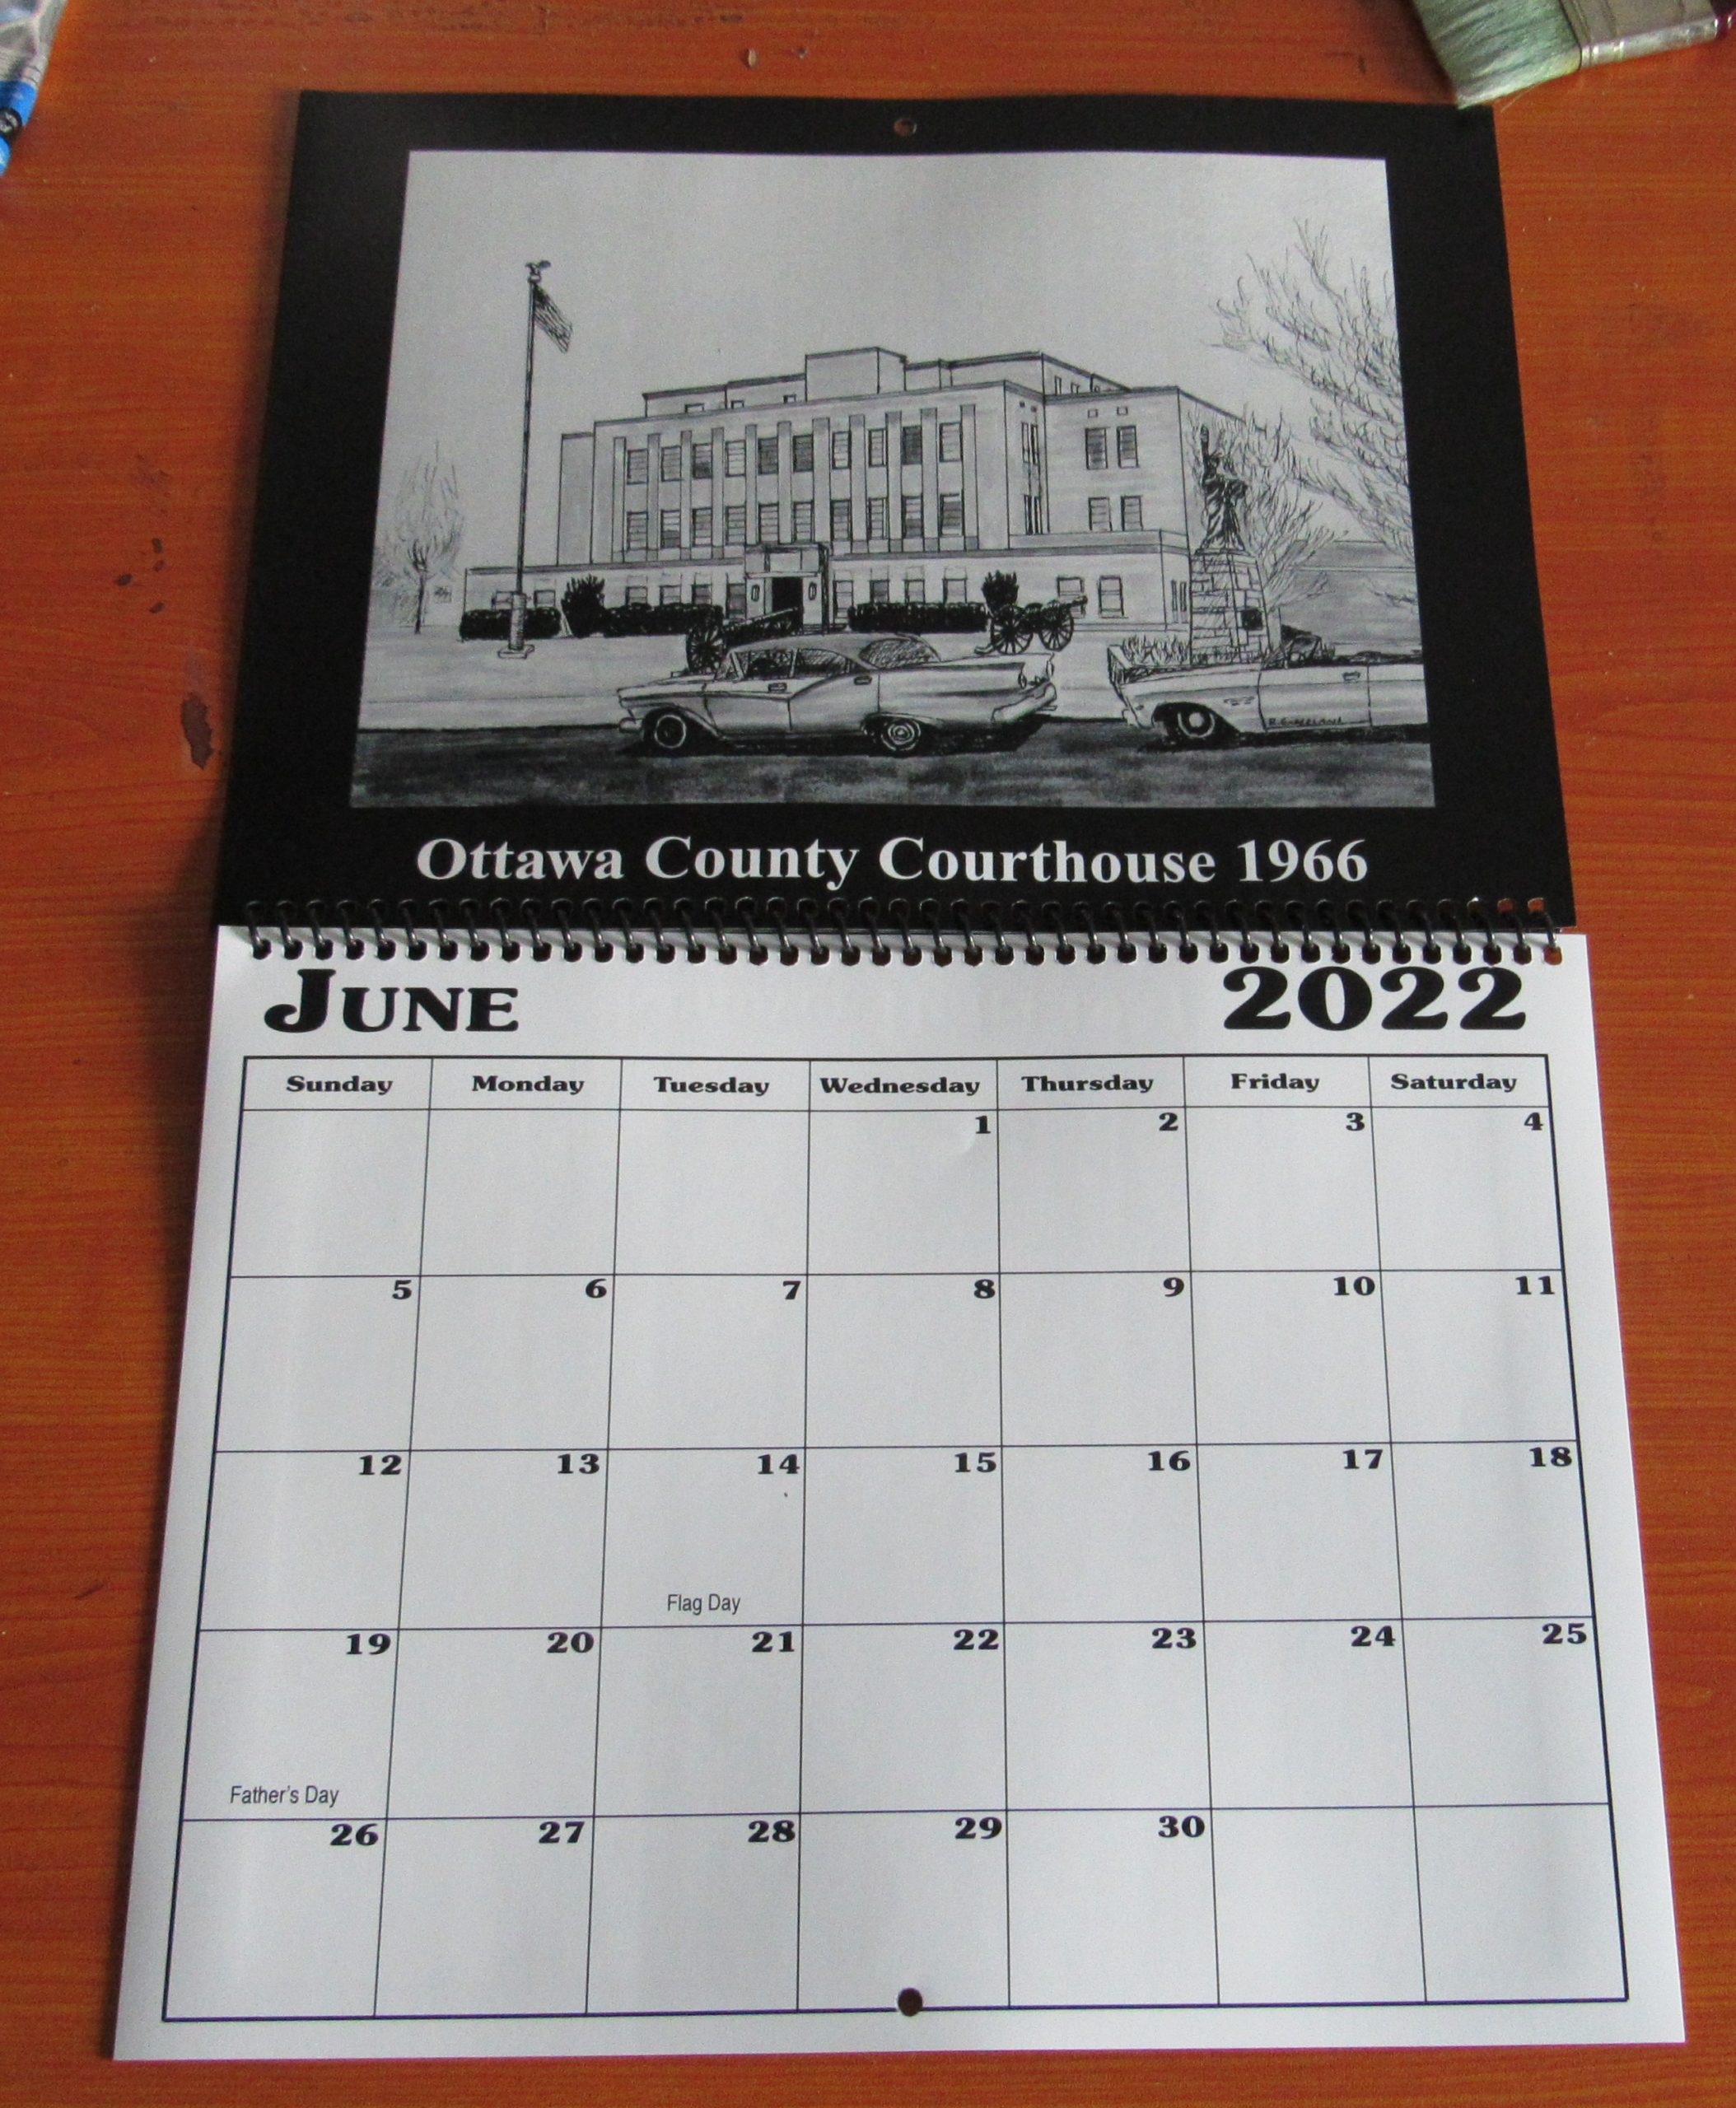 Ottawa County Courthouse 1966
June 2022
Sunday Monday Tuesday Wednesday Thursday Friday Saturday
1 2 3 4
5 6 7 8 9 10 11
12 13 14 15 16 17 18
Flag Day
19 20 21 22 23 24 25
Father's Day
26 27 28 29 30